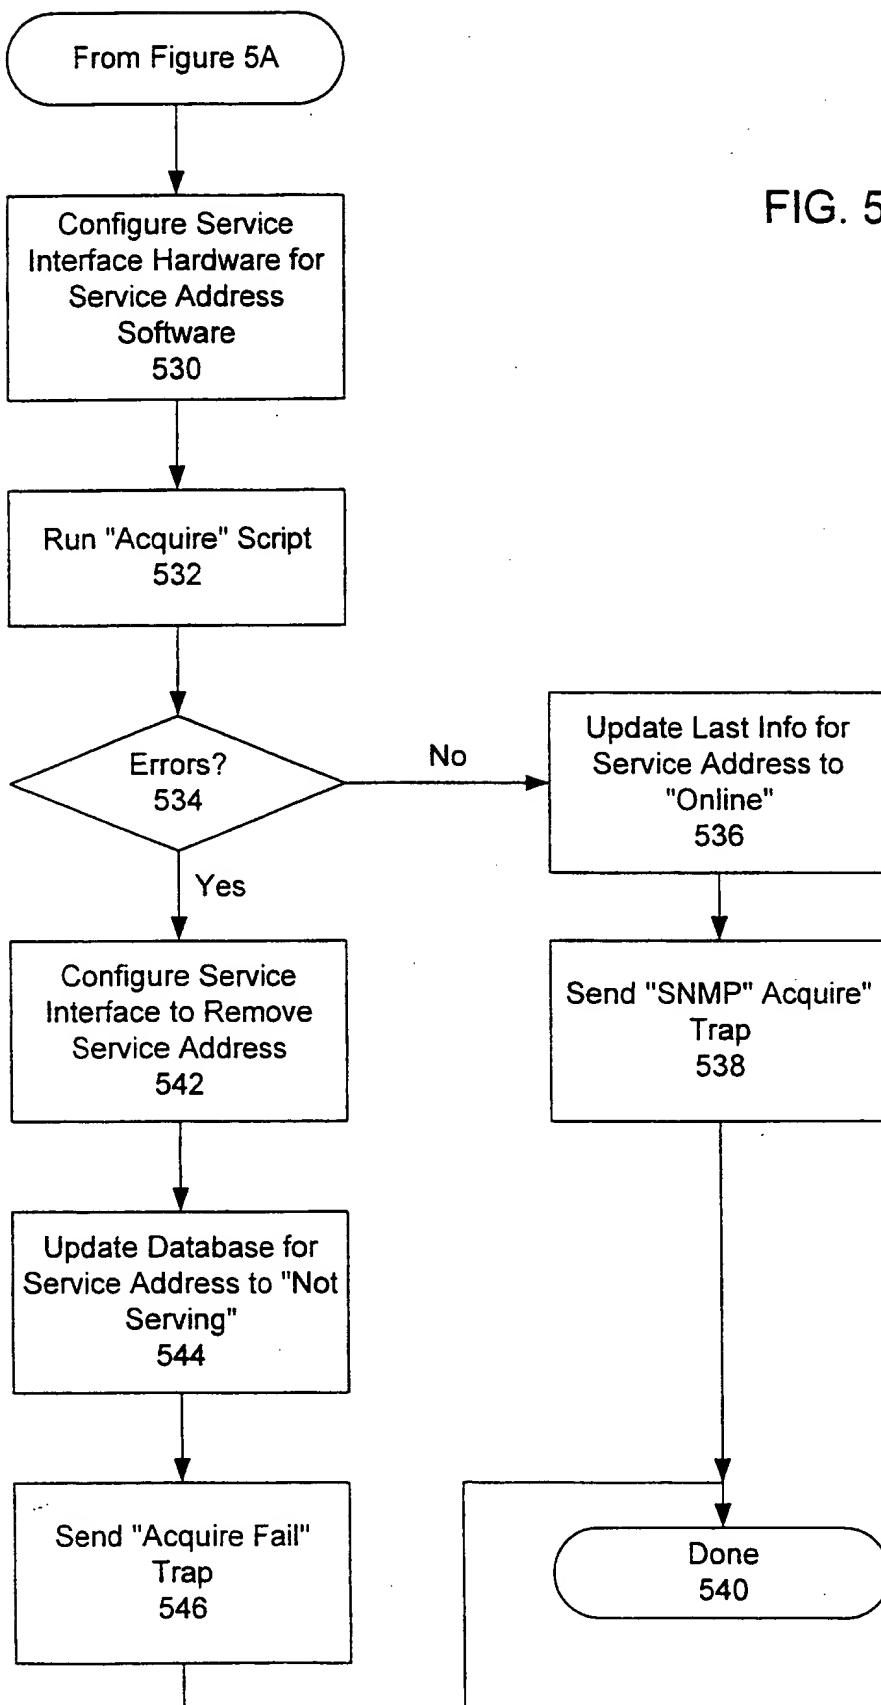 From Figure 5A
FIG. 5
Configure Service
Interface Hardware for
Service Address
Software
530
Run "Acquire" Script
532
Errors?
534
No
Yes
Update Last Info for
Service Address to
"Online"
536
Send "SNMP" Acquire"
Trap
538
Configure Service
Interface to Remove
Service Address
542
Update Database for
Service Address to "Not
Serving"
544
Send "Acquire Fail"
Trap
546
Done
540